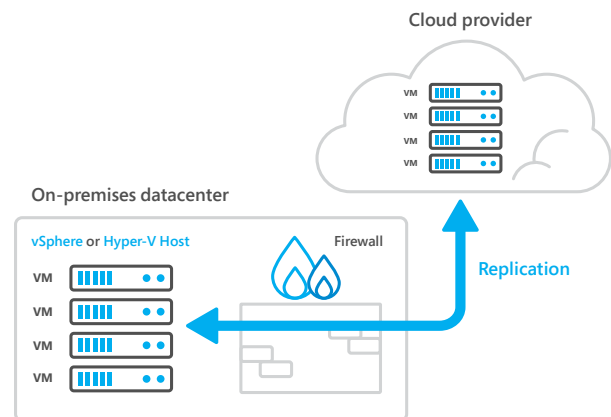 Cloud provider
VM
VM
VM
VM
On-premises datacenter
vSphere or Hyper-V Host
Firewall
VM
VM
VM
VM
Replication